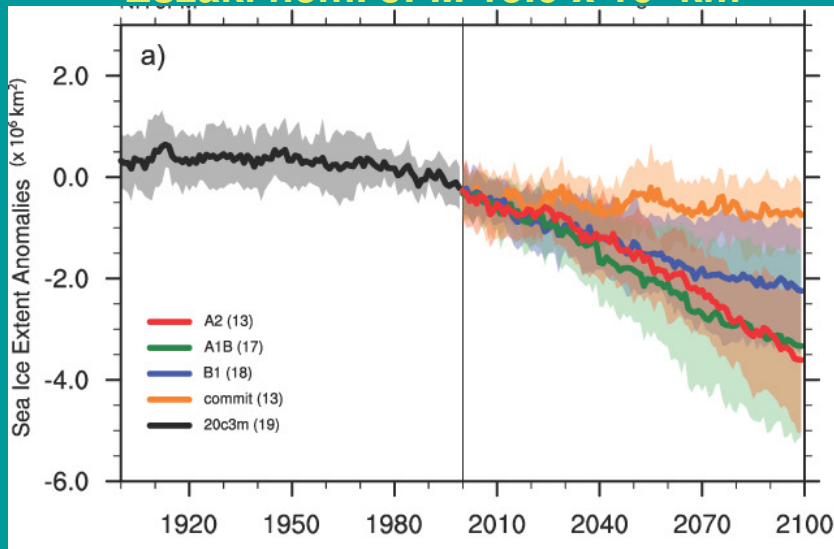 a)
2.0
0.0
-2.0
-4.0
-6.0
Sea Ice Extent Anomalies (x 10⁶ km²)
A2 (13)
A1B (17)
B1 (18)
commit (13)
20c3m (19)
1920 1950 1980 2010 2040 2070 2100